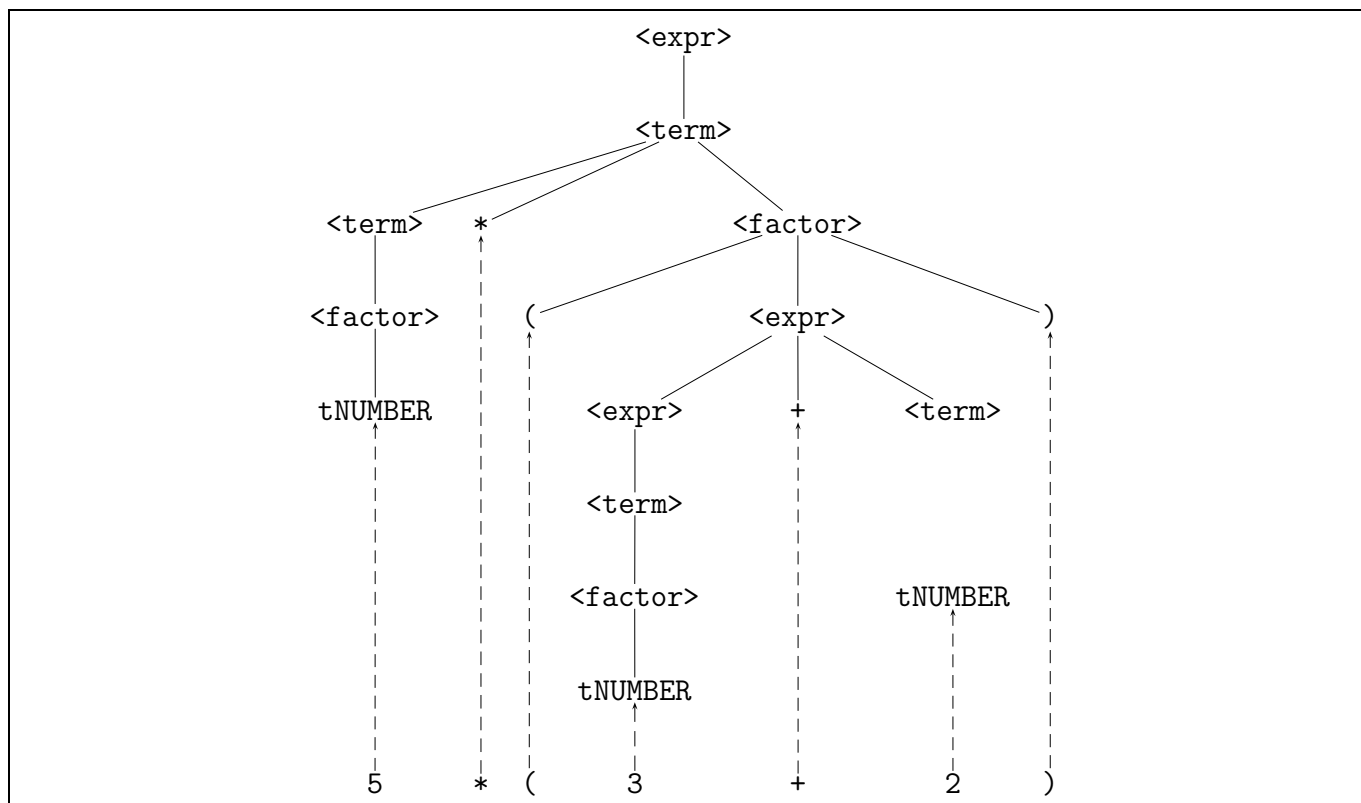 <expr>
<term>
<term> * <factor>
<factor> ( <expr> )
tNUMBER <expr> + <term>
<term>
<factor> tNUMBER
tNUMBER
5 * ( 3 + 2 )